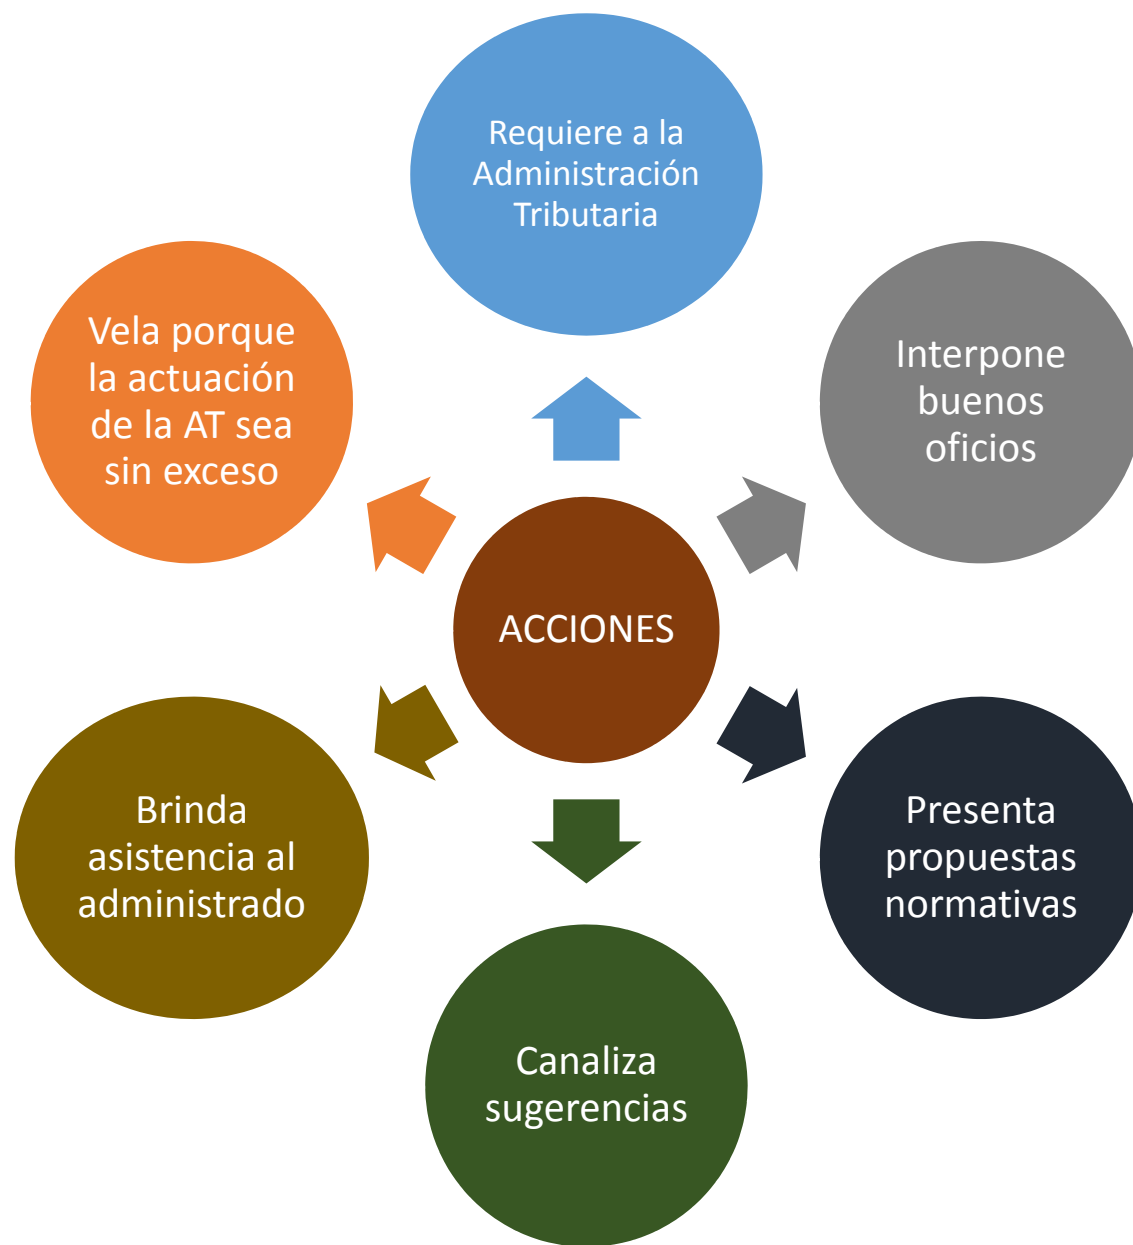 Requiere a la
Administración
Tributaria
Vela porque
la actuación
de la AT sea
sin exceso
Interpone
buenos
oficios
ACCIONES
Brinda
asistencia al
administrado
Presenta
propuestas
normativas
Canaliza
sugerencias